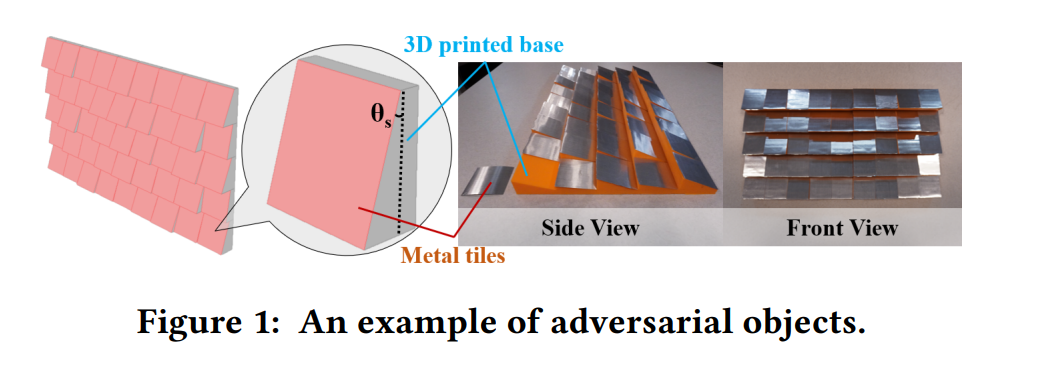 3D printed base
θs
Side View
Front View
Metal tiles
Figure 1: An example of adversarial objects.